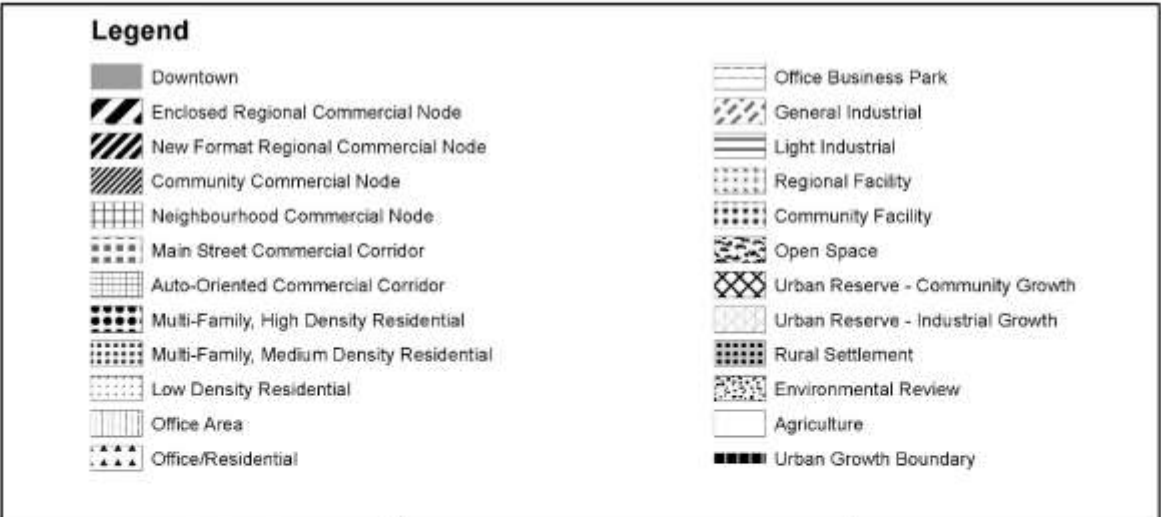 Legend
Downtown
Enclosed Regional Commercial Node
New Format Regional Commercial Node
Community Commercial Node
Neighbourhood Commercial Node
Main Street Commercial Corridor
Auto-Oriented Commercial Corridor
Multi-Family, High Density Residential
Multi-Family, Medium Density Residential
Low Density Residential
Office Area
Office/Residential
Office Business Park
General Industrial
Light Industrial
Regional Facility
Community Facility
Open Space
Urban Reserve - Community Growth
Urban Reserve - Industrial Growth
Rural Settlement
Environmental Review
Agriculture
Urban Growth Boundary